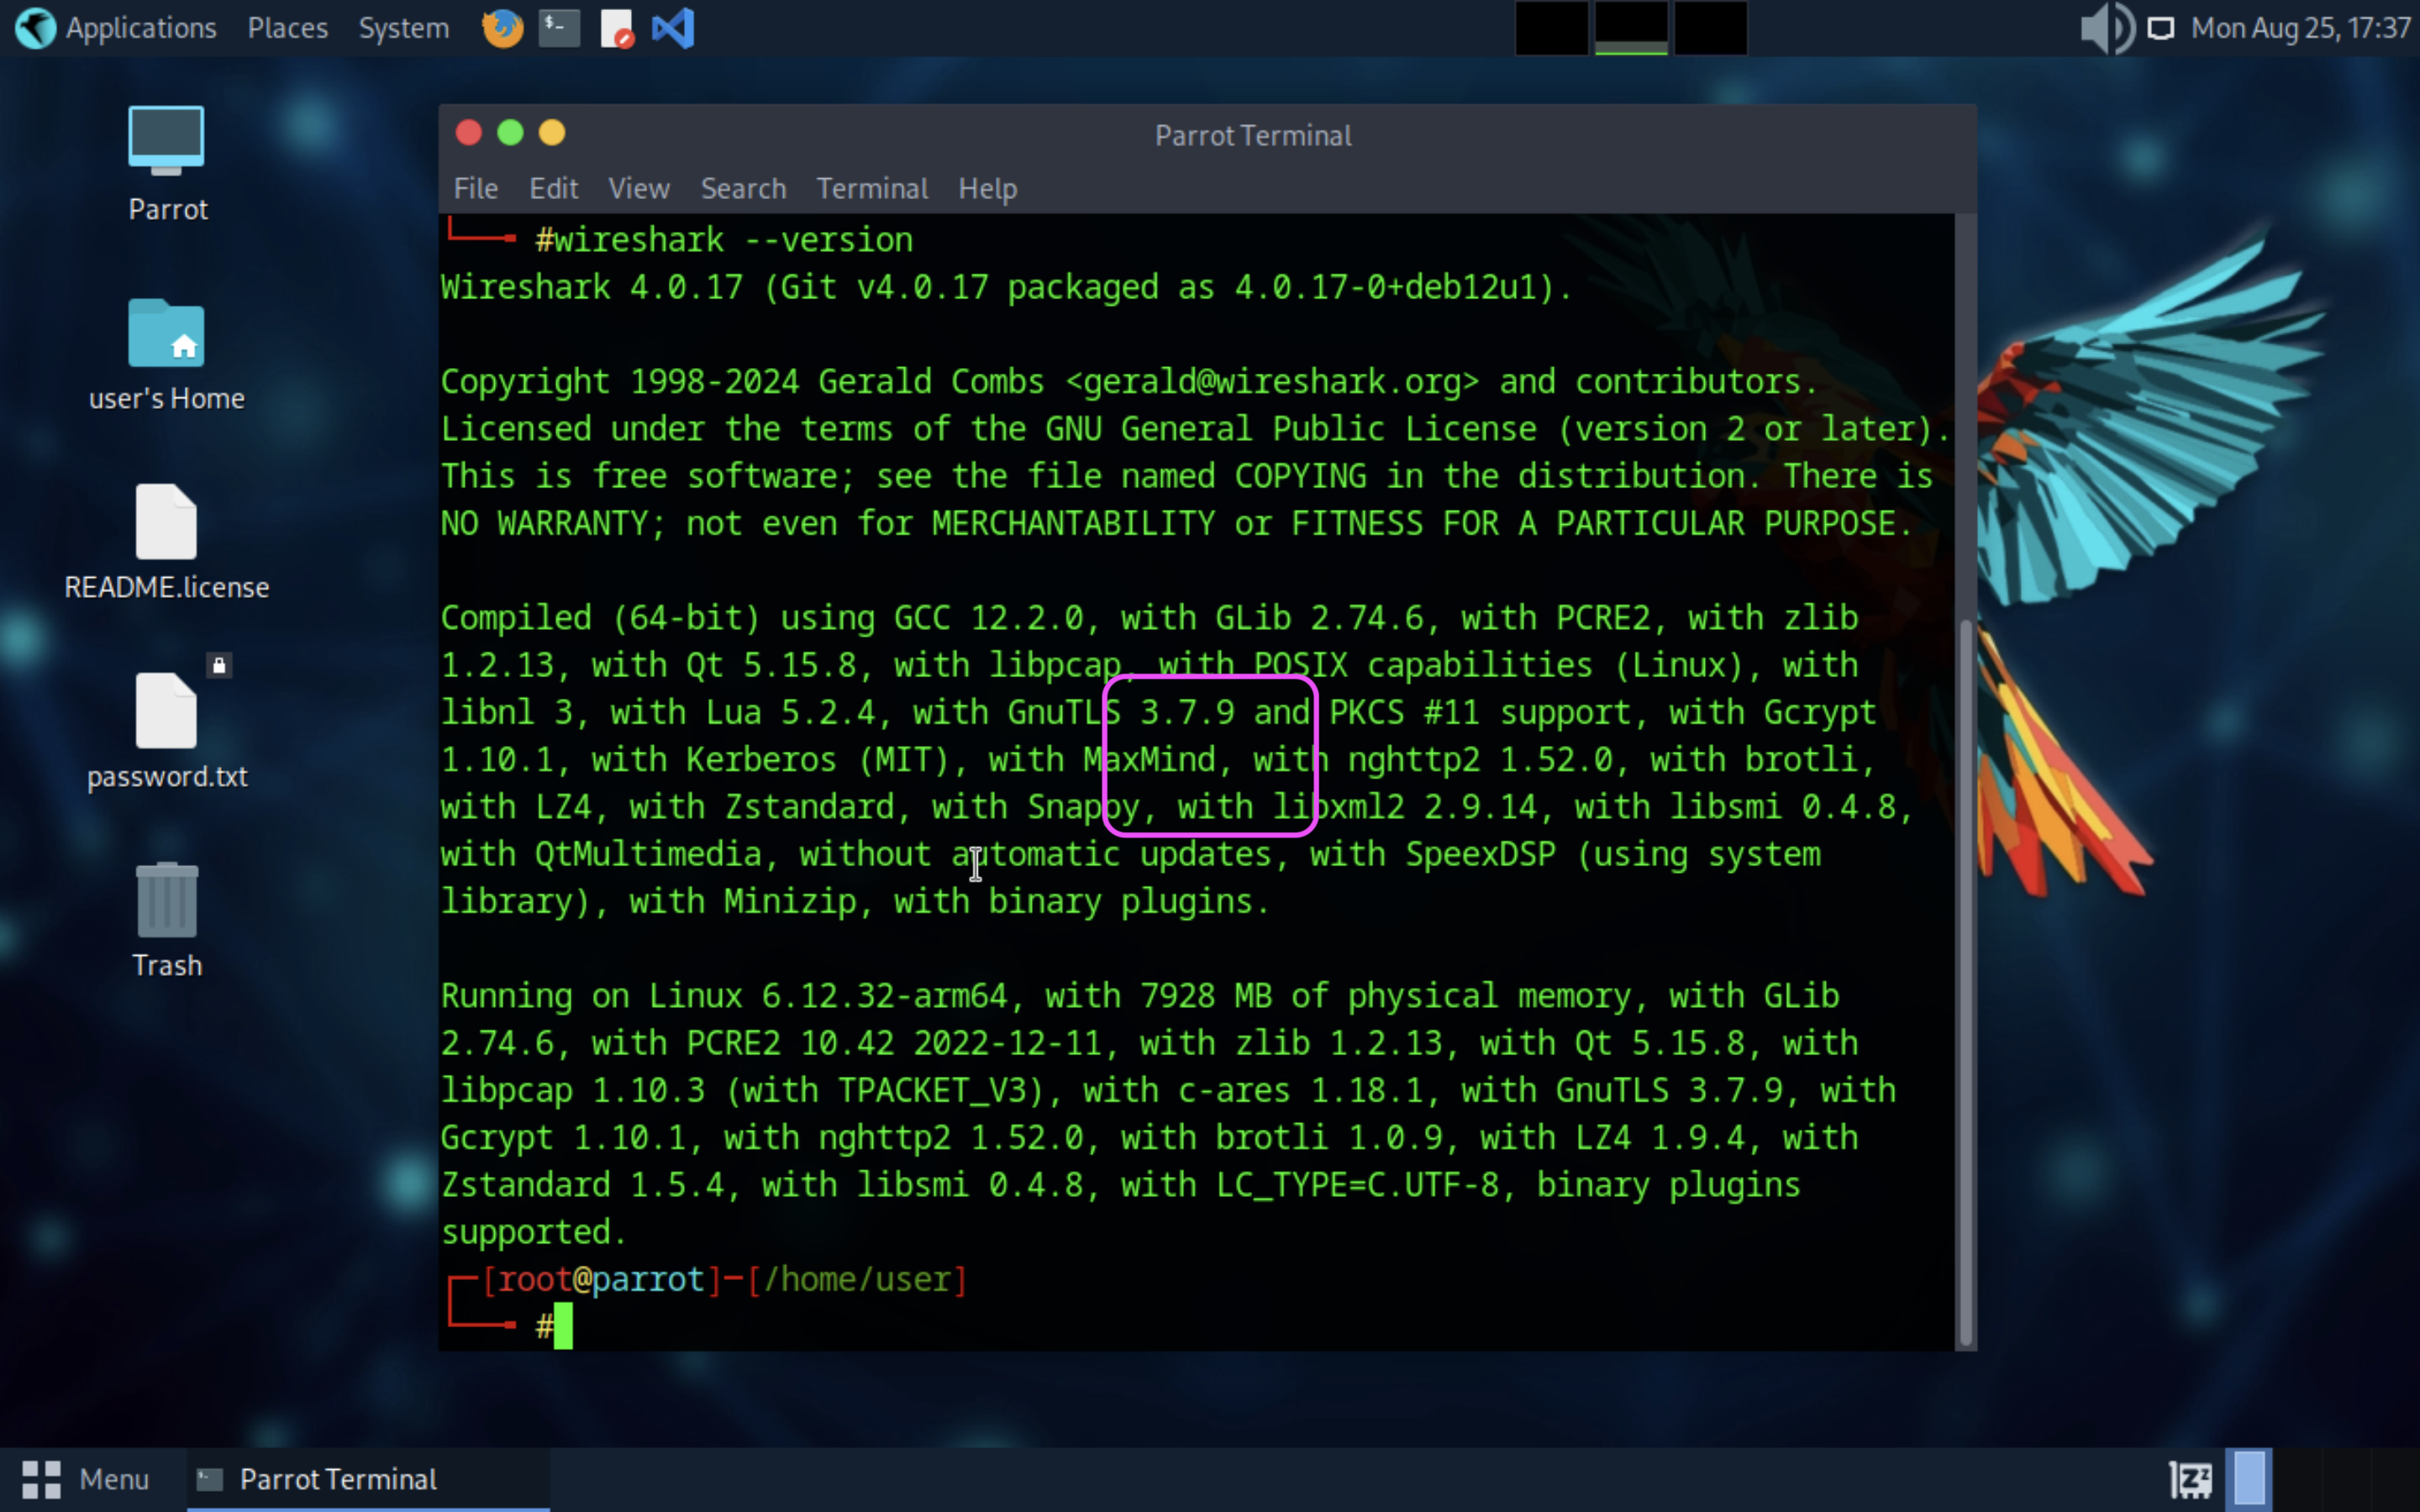 Applications Places System
Mon Aug 25, 17:37
Parrot
user's Home
README.license
password.txt
Trash
Parrot Terminal
File Edit View Search Terminal Help
#wireshark --version
Wireshark 4.0.17 (Git v4.0.17 packaged as 4.0.17-0+deb12u1).
Copyright 1998-2024 Gerald Combs <gerald@wireshark.org> and contributors.
Licensed under the terms of the GNU General Public License (version 2 or later).
This is free software; see the file named COPYING in the distribution. There is
NO WARRANTY; not even for MERCHANTABILITY or FITNESS FOR A PARTICULAR PURPOSE.
Compiled (64-bit) using GCC 12.2.0, with GLib 2.74.6, with PCRE2, with zlib
1.2.13, with Qt 5.15.8, with libpcap, with POSIX capabilities (Linux), with
libnl 3, with Lua 5.2.4, with GnuTLS 3.7.9 and PKCS #11 support, with Gcrypt
1.10.1, with Kerberos (MIT), with MaxMind, with nghttp2 1.52.0, with brotli,
with LZ4, with Zstandard, with Snappy, with libxml2 2.9.14, with libsmi 0.4.8,
with QtMultimedia, without automatic updates, with SpeexDSP (using system
library), with Minizip, with binary plugins.
Running on Linux 6.12.32-arm64, with 7928 MB of physical memory, with GLib
2.74.6, with PCRE2 10.42 2022-12-11, with zlib 1.2.13, with Qt 5.15.8, with
libpcap 1.10.3 (with TPACKET_V3), with c-ares 1.18.1, with GnuTLS 3.7.9, with
Gcrypt 1.10.1, with nghttp2 1.52.0, with brotli 1.0.9, with LZ4 1.9.4, with
Zstandard 1.5.4, with libsmi 0.4.8, with LC_TYPE=C.UTF-8, binary plugins
supported.
[root@parrot]-[/home/user]
#
Menu Parrot Terminal